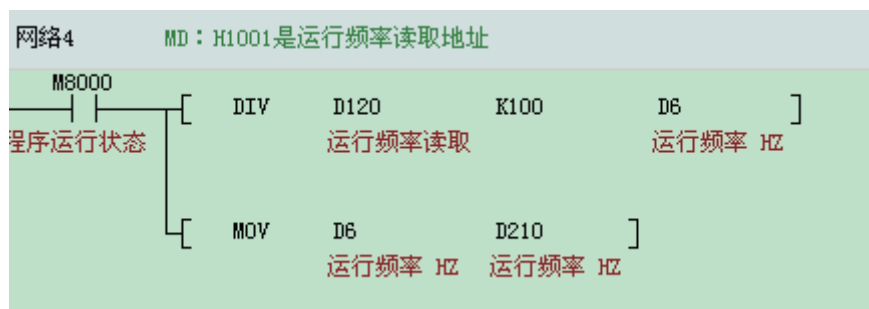 网络4 MD：H1001是运行频率读取地址
M8000
DIV D120 K100 D6
程序运行状态 运行频率读取 运行频率 HZ
MOV D6 D210
运行频率 HZ 运行频率 HZ